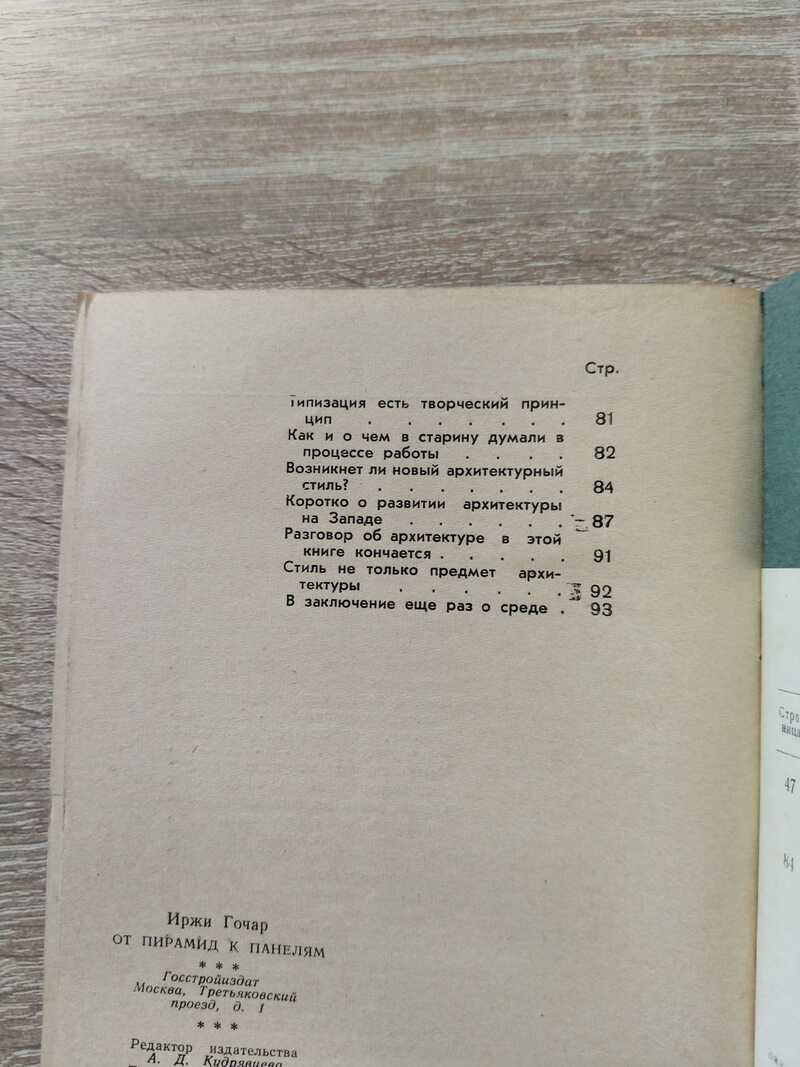 Стр.
Типизация есть творческий прин-
цип . . . . . . . 81
Как и о чем в старину думали в
процессе работы . . . . 82
Возникнет ли новый архитектурный
стиль? . . . . . . . 84
Коротко о развитии архитектуры
на Западе . . . . . . 87
Разговор об архитектуре в этой
книге кончается . . . . . 91
Стиль не только предмет архи-
тектуры . . . . . . 92
В заключение еще раз о среде . 93
Иржи Гочар
ОТ ПИРАМИД К ПАНЕЛЯМ
* * *
Госстройиздат
Москва, Третьяковский
проезд, д. 1
* * *
Редактор издательства
А. Д. Кудрявцева
Стра
ница
47
84